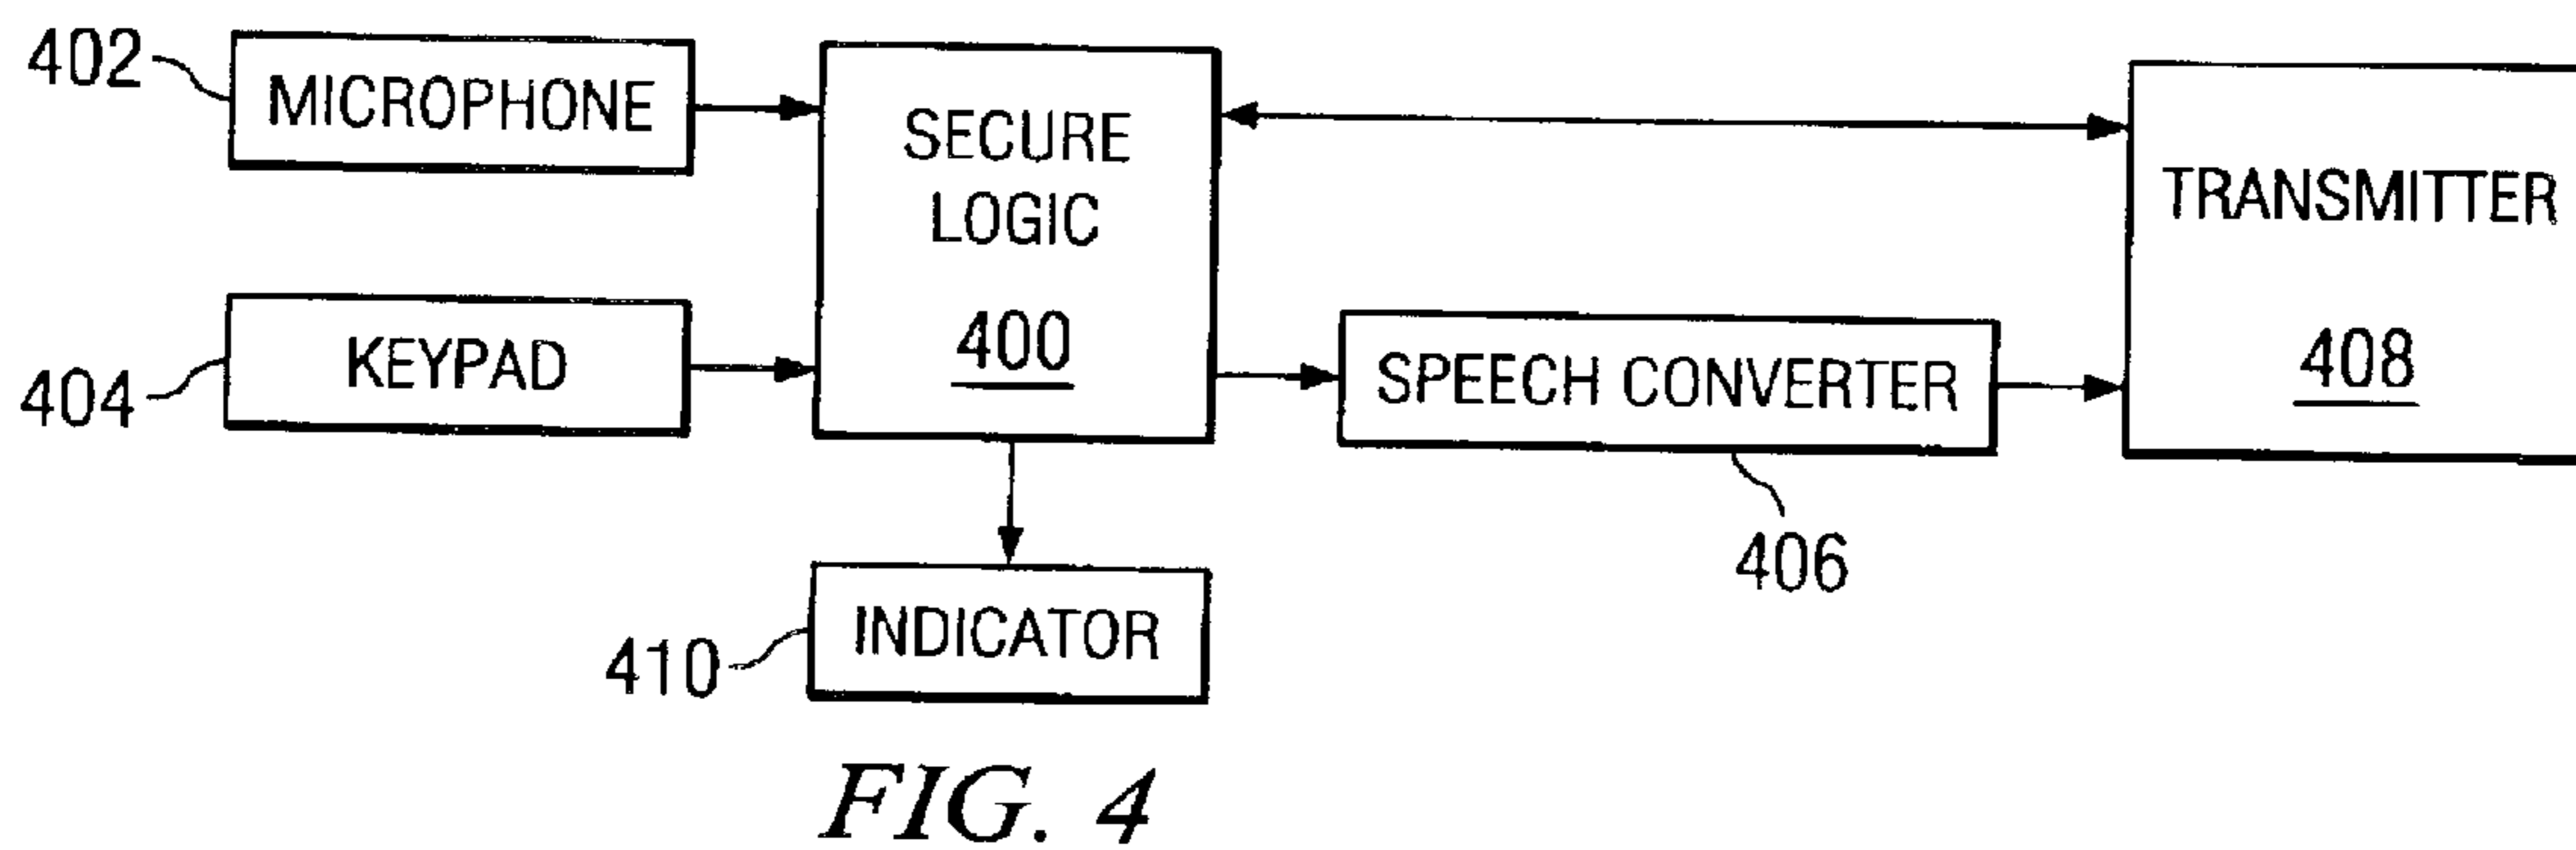 402
MICROPHONE
SECURE
LOGIC
400
TRANSMITTER
408
404
KEYPAD
SPEECH CONVERTER
406
410
INDICATOR
FIG. 4